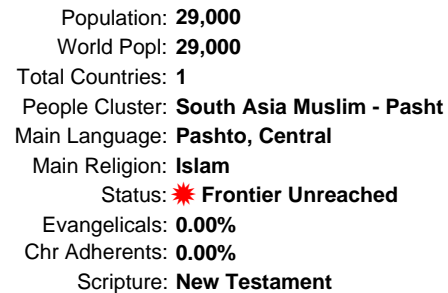 Population: 29,000
World Popl: 29,000
Total Countries: 1
People Cluster: South Asia Muslim - Pasht
Main Language: Pashto, Central
Main Religion: Islam
Status: Frontier Unreached
Evangelicals: 0.00%
Chr Adherents: 0.00%
Scripture: New Testament